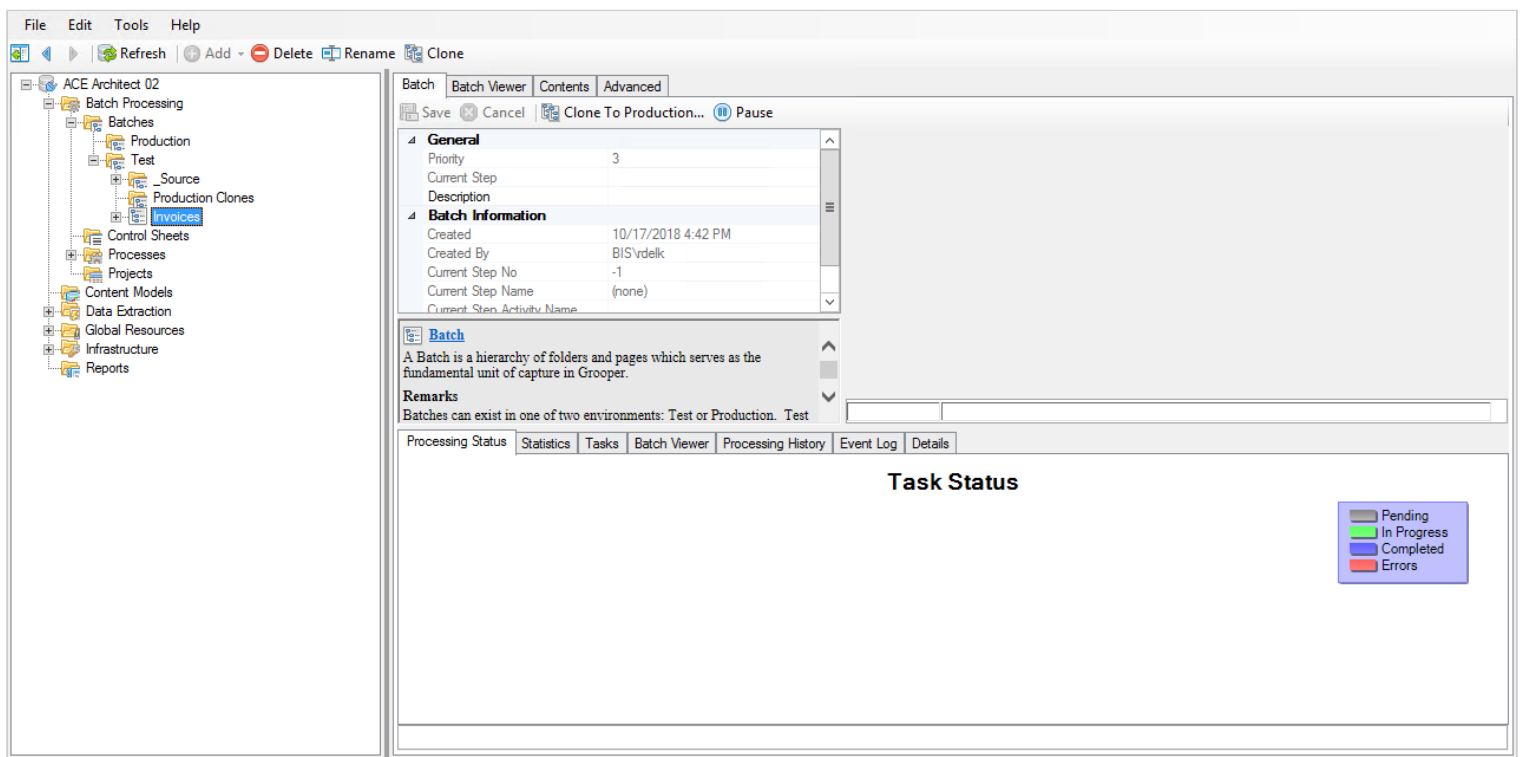 File Edit Tools Help
Refresh Add Delete Rename Clone
ACE Architect 02
Batch Processing
Batches
Production
Test
_Source
Production Clones
Invoices
Control Sheets
Processes
Projects
Content Models
Data Extraction
Global Resources
Infrastructure
Reports
Batch Batch Viewer Contents Advanced
Save Cancel Clone To Production... Pause
General
Priority 3
Current Step
Description
Batch Information
Created 10/17/2018 4:42 PM
Created By BIS\rdelk
Current Step No -1
Current Step Name (none)
Current Step Activity Name
Batch
A Batch is a hierarchy of folders and pages which serves as the
fundamental unit of capture in Grooper.
Remarks
Batches can exist in one of two environments: Test or Production. Test
Processing Status Statistics Tasks Batch Viewer Processing History Event Log Details
Task Status
Pending
In Progress
Completed
Errors